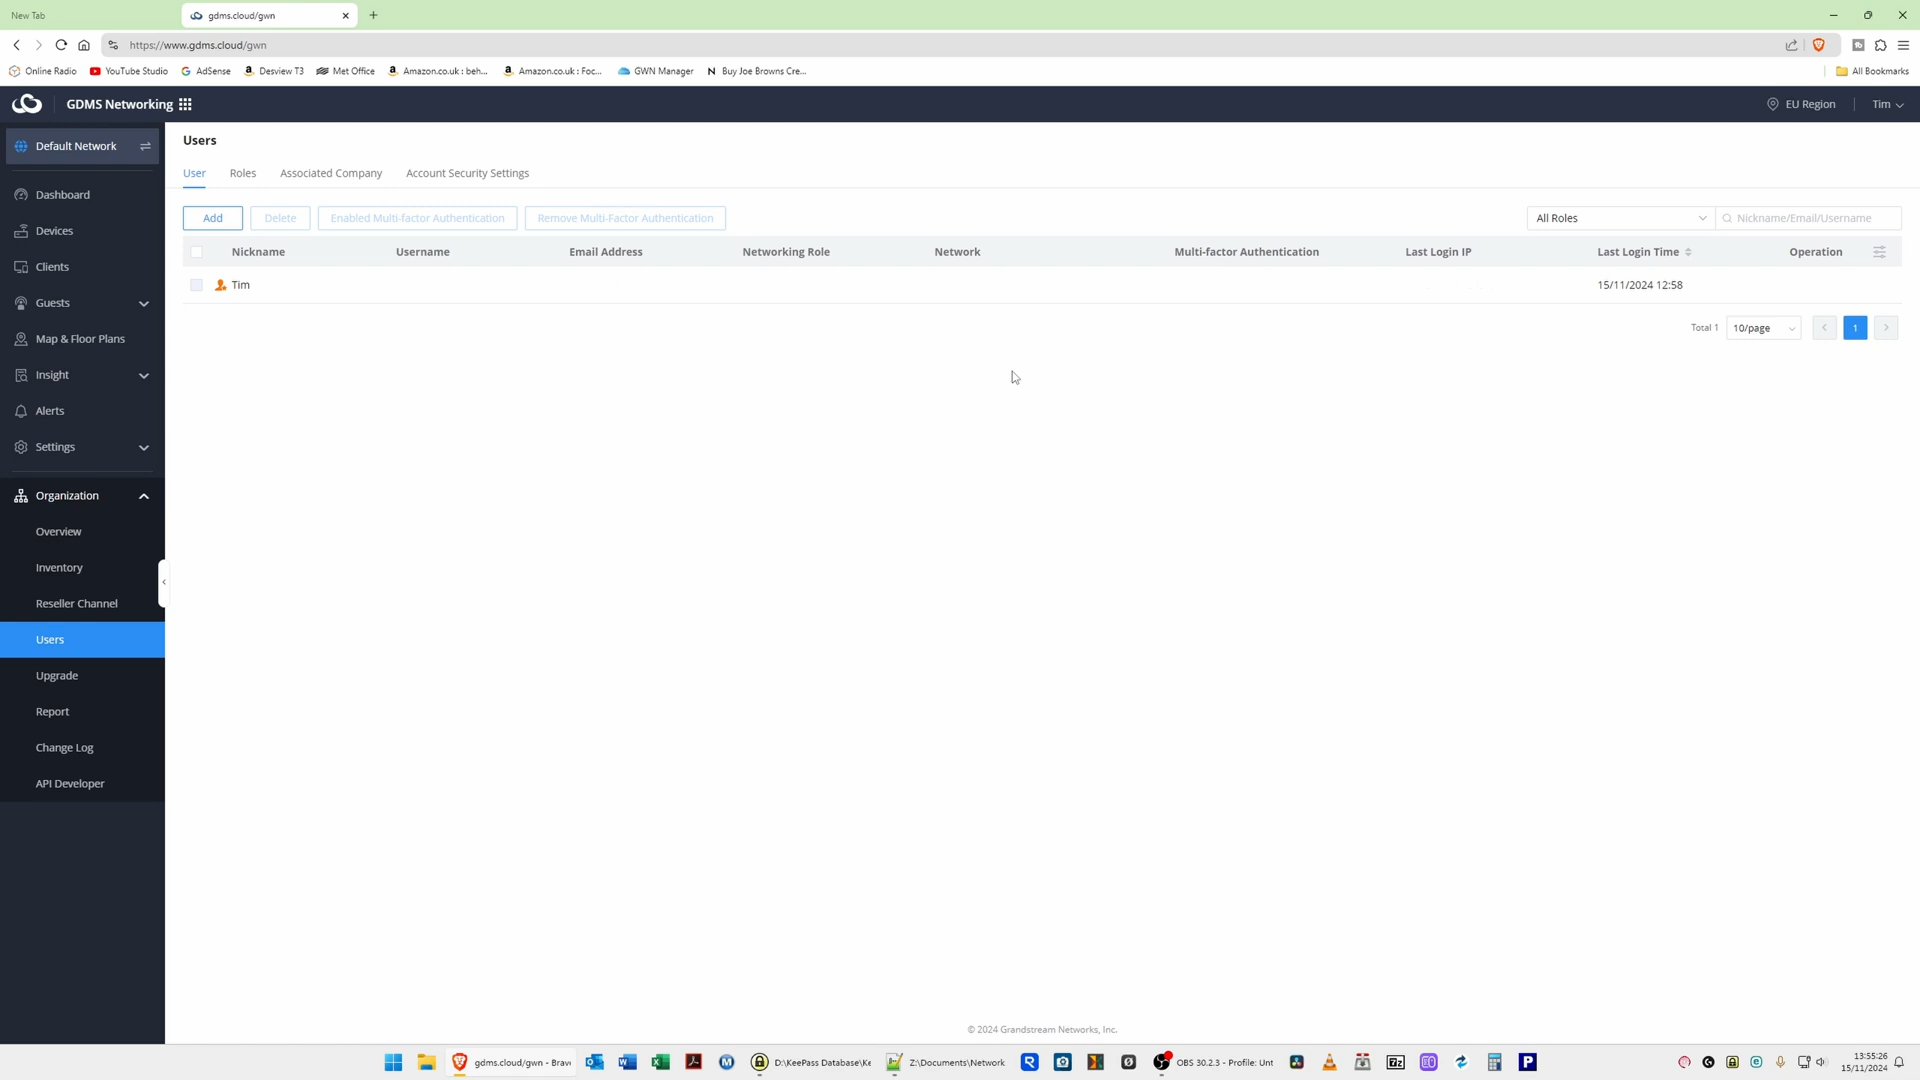 New Tab
gdms.cloud/gwn
https://www.gdms.cloud/gwn
Online Radio
YouTube Studio
AdSense
Desview T3
Met Office
Amazon.co.uk : beh...
Amazon.co.uk : Foc...
GWN Manager
Buy Joe Browns Cre...
All Bookmarks
GDMS Networking
EU Region
Tim
Default Network
Dashboard
Devices
Clients
Guests
Map & Floor Plans
Insight
Alerts
Settings
Organization
Overview
Inventory
Reseller Channel
Users
Upgrade
Report
Change Log
API Developer
Users
User Roles Associated Company Account Security Settings
Add Delete Enabled Multi-factor Authentication Remove Multi-Factor Authentication All Roles Nickname/Email/Username
Nickname Username Email Address Networking Role Network Multi-factor Authentication Last Login IP Last Login Time Operation
Tim 15/11/2024 12:58
Total 1 10/page 1
© 2024 Grandstream Networks, Inc.
gdms.cloud/gwn - Brave
D:\KeePass Database\Ke
Z:\Documents\Network
OBS 30.2.3 - Profile: Unt
13:55:26
15/11/2024